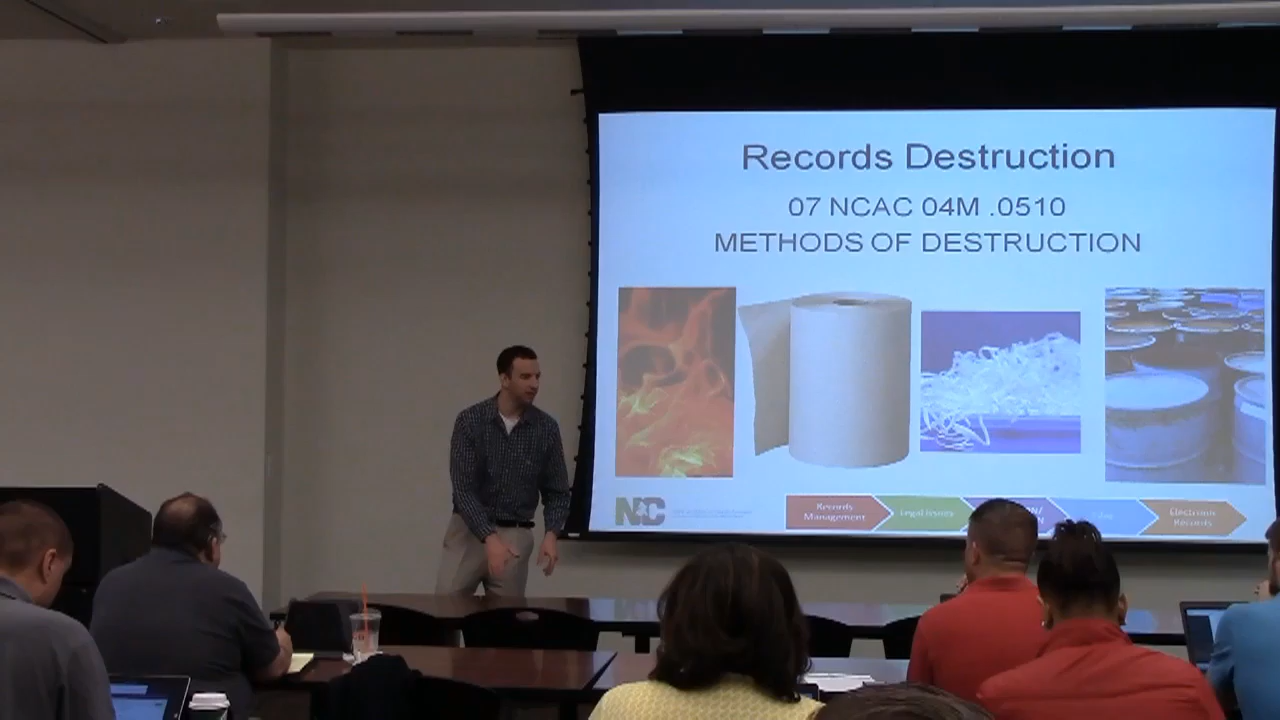 Records Destruction
07 NCAC 04M .0510
METHODS OF DESTRUCTION
NC
Records
Management
Legal Issues
Electronic
Records